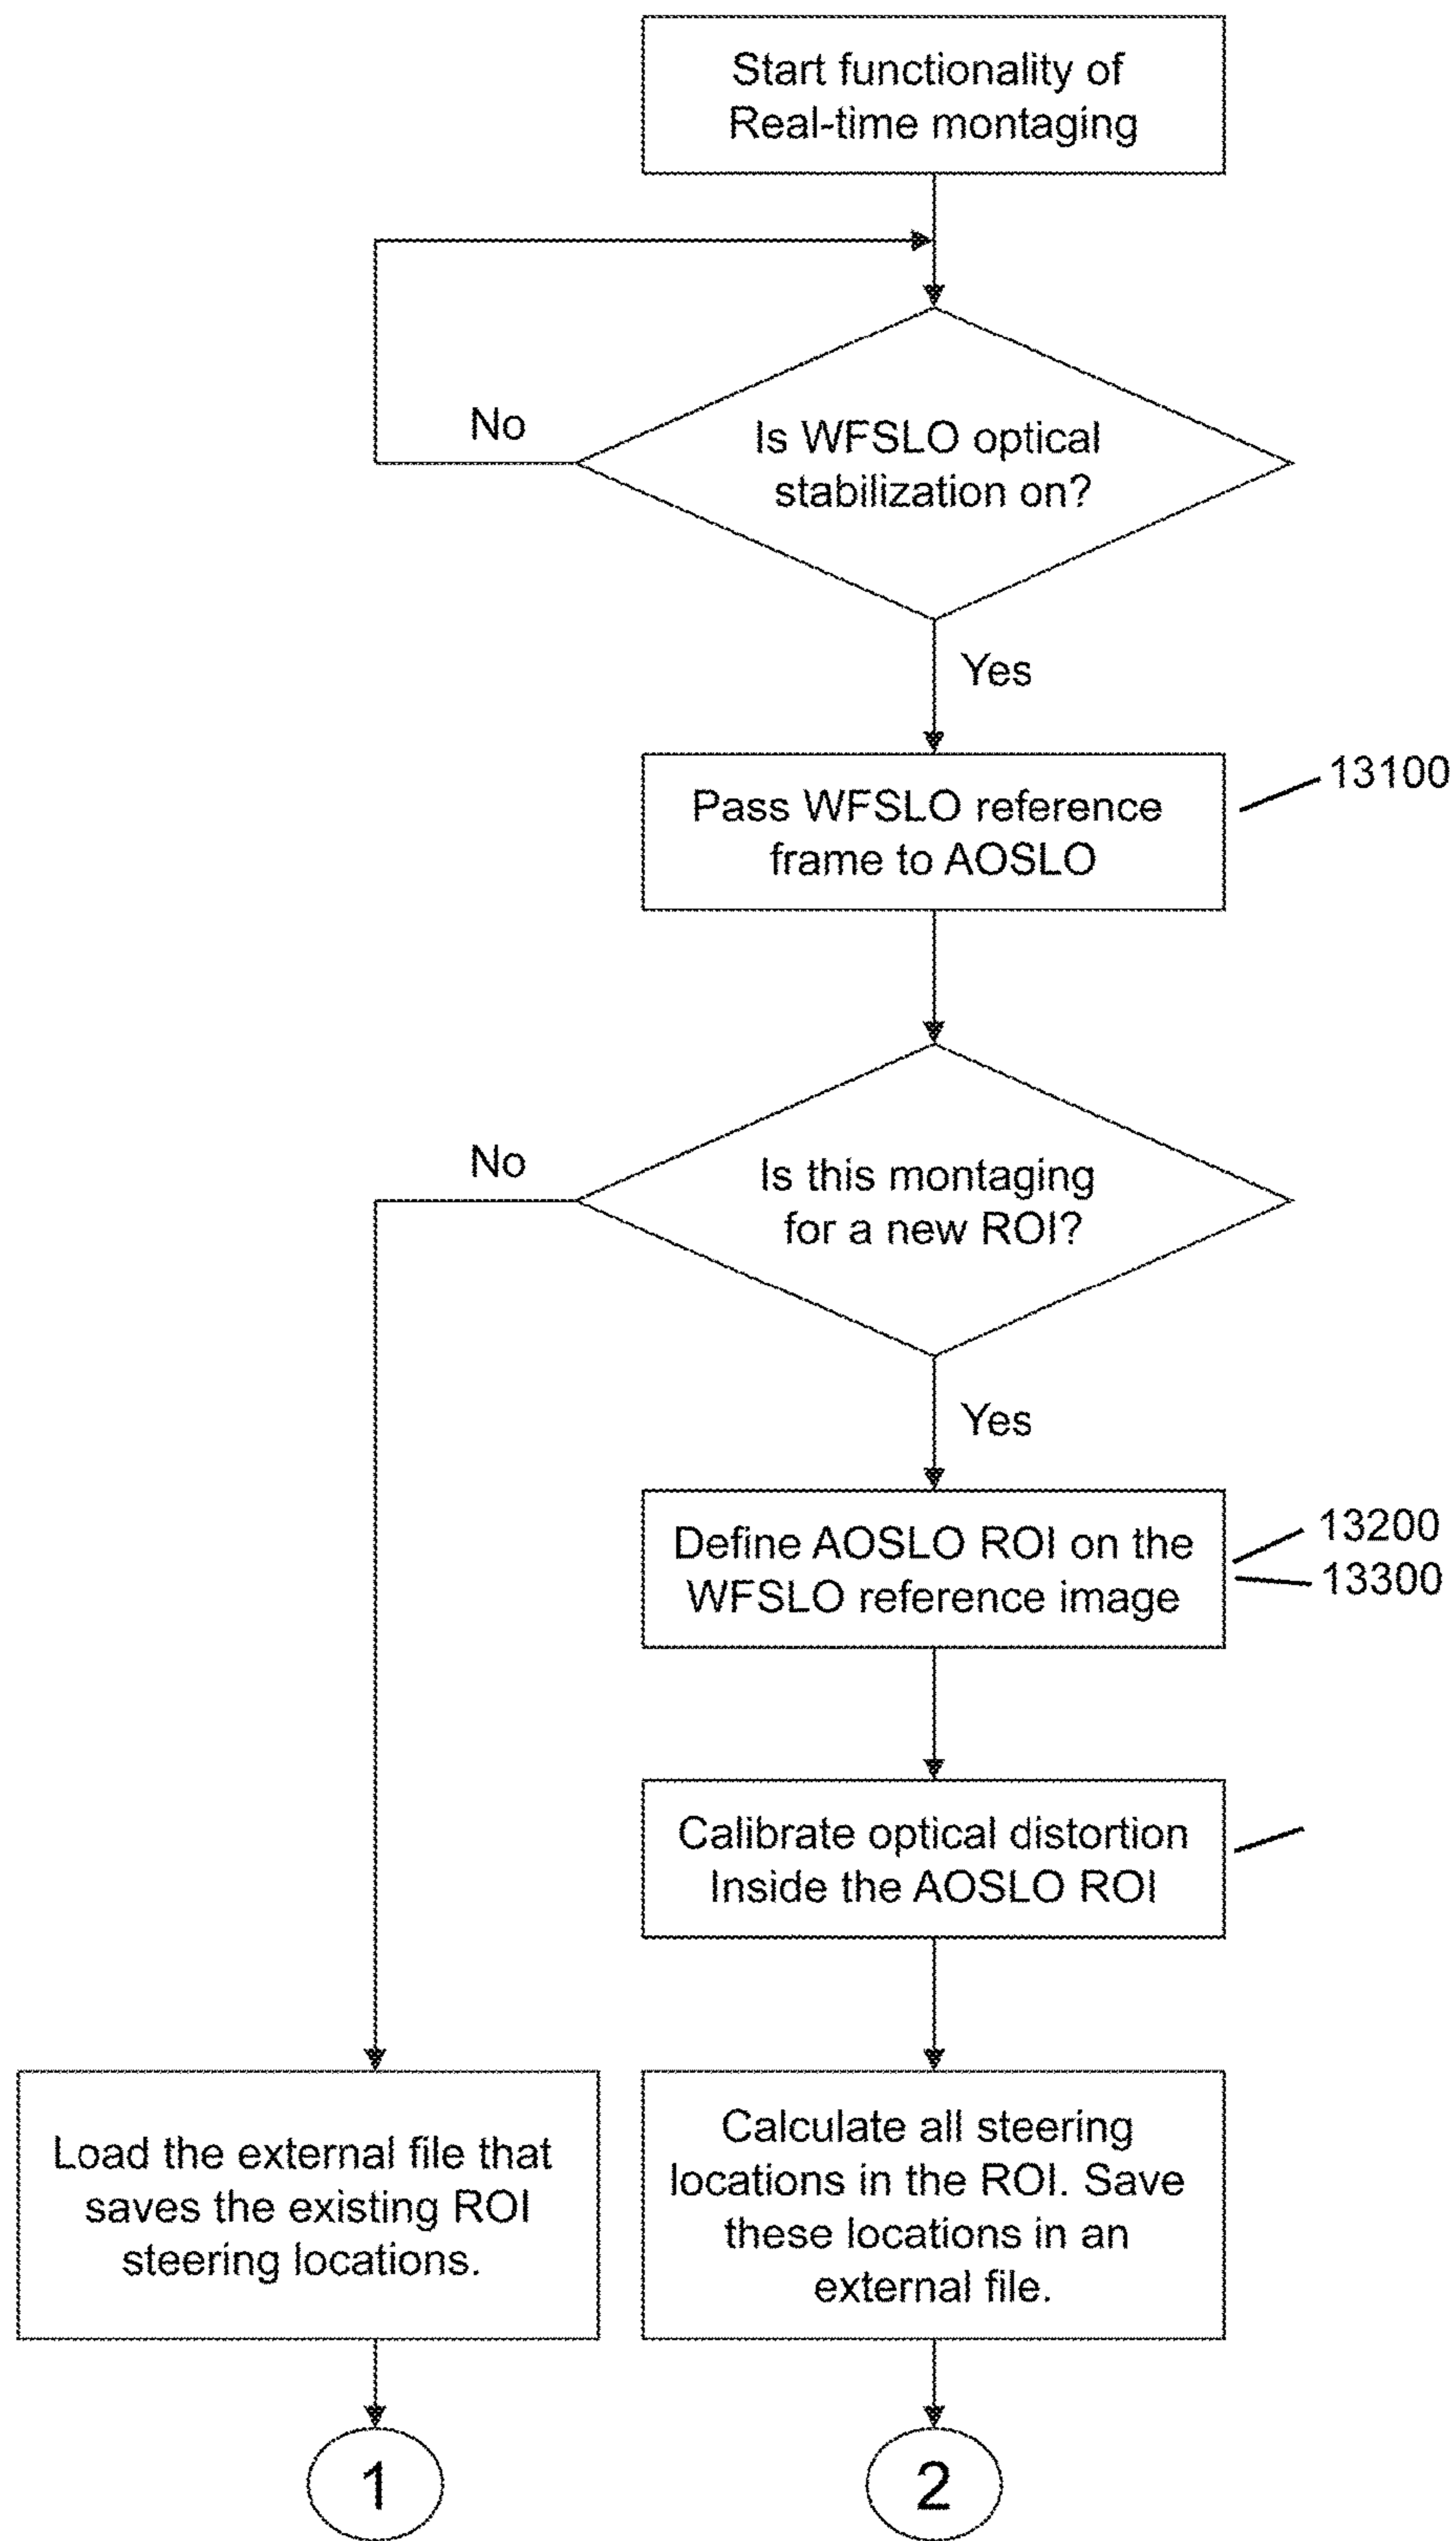 Start functionality of
Real-time montaging
No
Is WFSLO optical
stabilization on?
Yes
Pass WFSLO reference
frame to AOSLO
13100
No
Is this montaging
for a new ROI?
Yes
Define AOSLO ROI on the
WFSLO reference image
13200
13300
Calibrate optical distortion
Inside the AOSLO ROI
Load the external file that
saves the existing ROI
steering locations.
Calculate all steering
locations in the ROI. Save
these locations in an
external file.
1
2